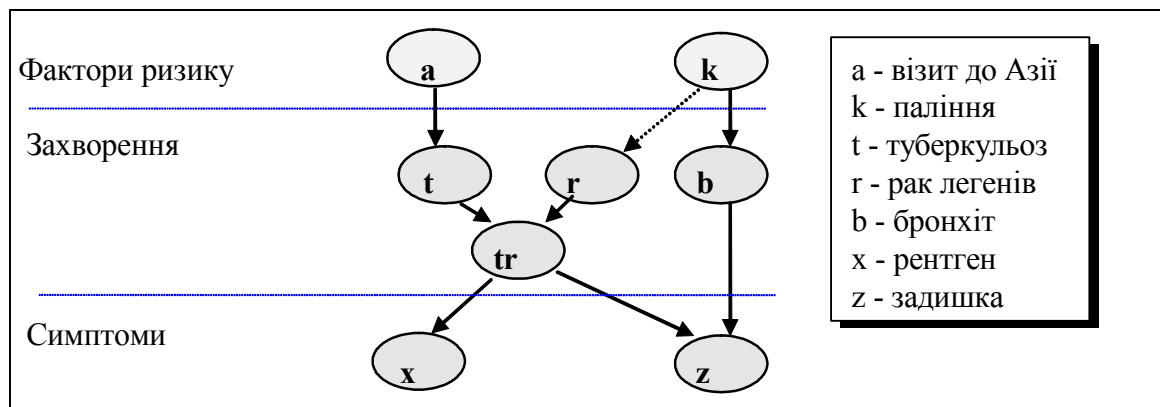 Фактори ризику
a
k
Захворення
t
r
b
tr
Симптоми
x
z
a - візит до Азії
k - паління
t - туберкульоз
r - рак легенів
b - бронхіт
x - рентген
z - задишка